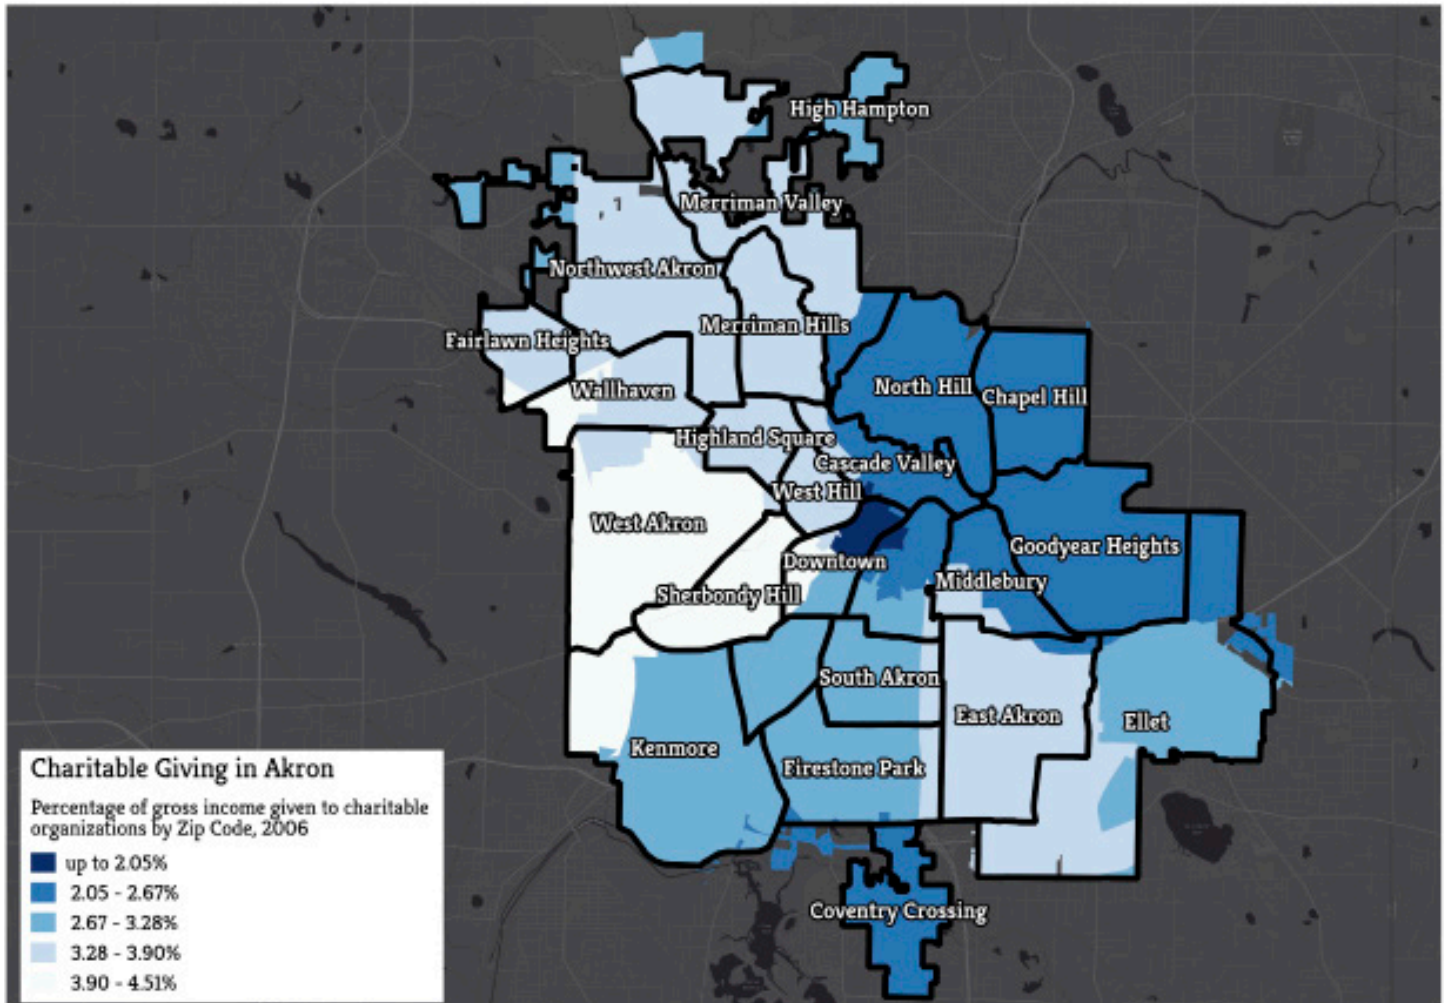 High Hampton
Merriman Valley
Northwest Akron
Merriman Hills
Fairlawn Heights
Wallhaven
North Hill
Chapel Hill
Highland Square
Cascade Valley
West Hill
West Akron
Goodyear Heights
Downtown
Middlebury
Sherbondy Hill
South Akron
East Akron
Ellet
Kenmore
Firestone Park
Coventry Crossing
Charitable Giving in Akron
Percentage of gross income given to charitable
organizations by Zip Code, 2006
up to 2.05%
2.05 - 2.67%
2.67 - 3.28%
3.28 - 3.90%
3.90 - 4.51%